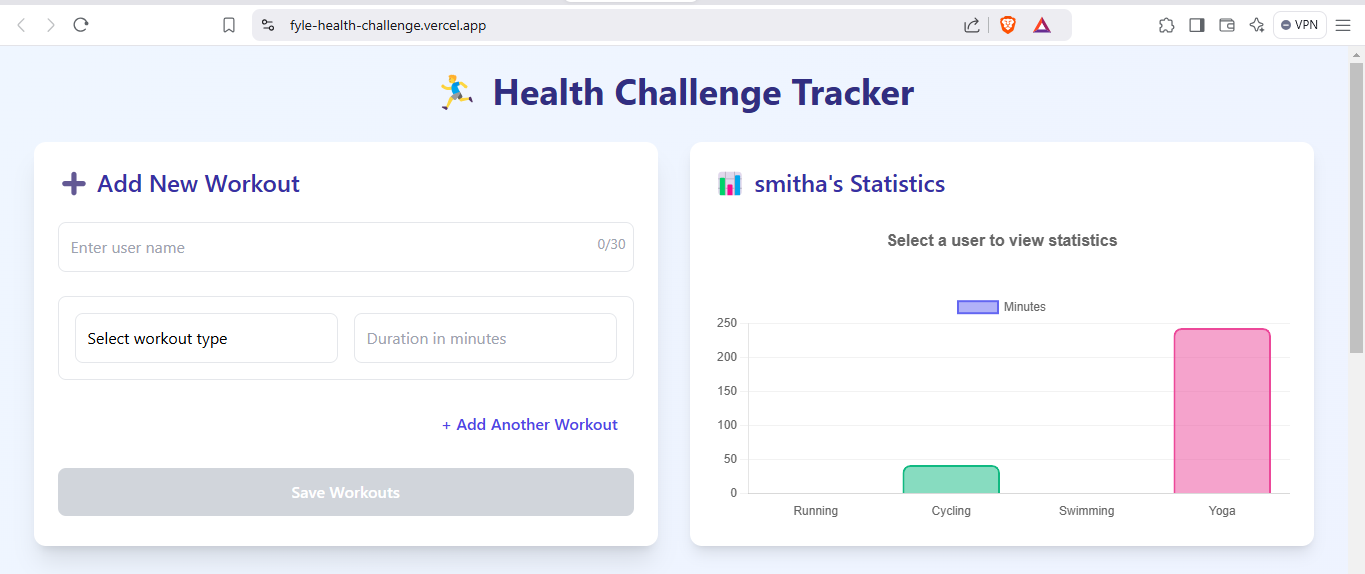 fyle-health-challenge.vercel.app
VPN
Health Challenge Tracker
Add New Workout
Enter user name
0/30
Select workout type
Duration in minutes
+ Add Another Workout
Save Workouts
smitha's Statistics
Select a user to view statistics
Minutes
250
200
150
100
50
0
Running
Cycling
Swimming
Yoga